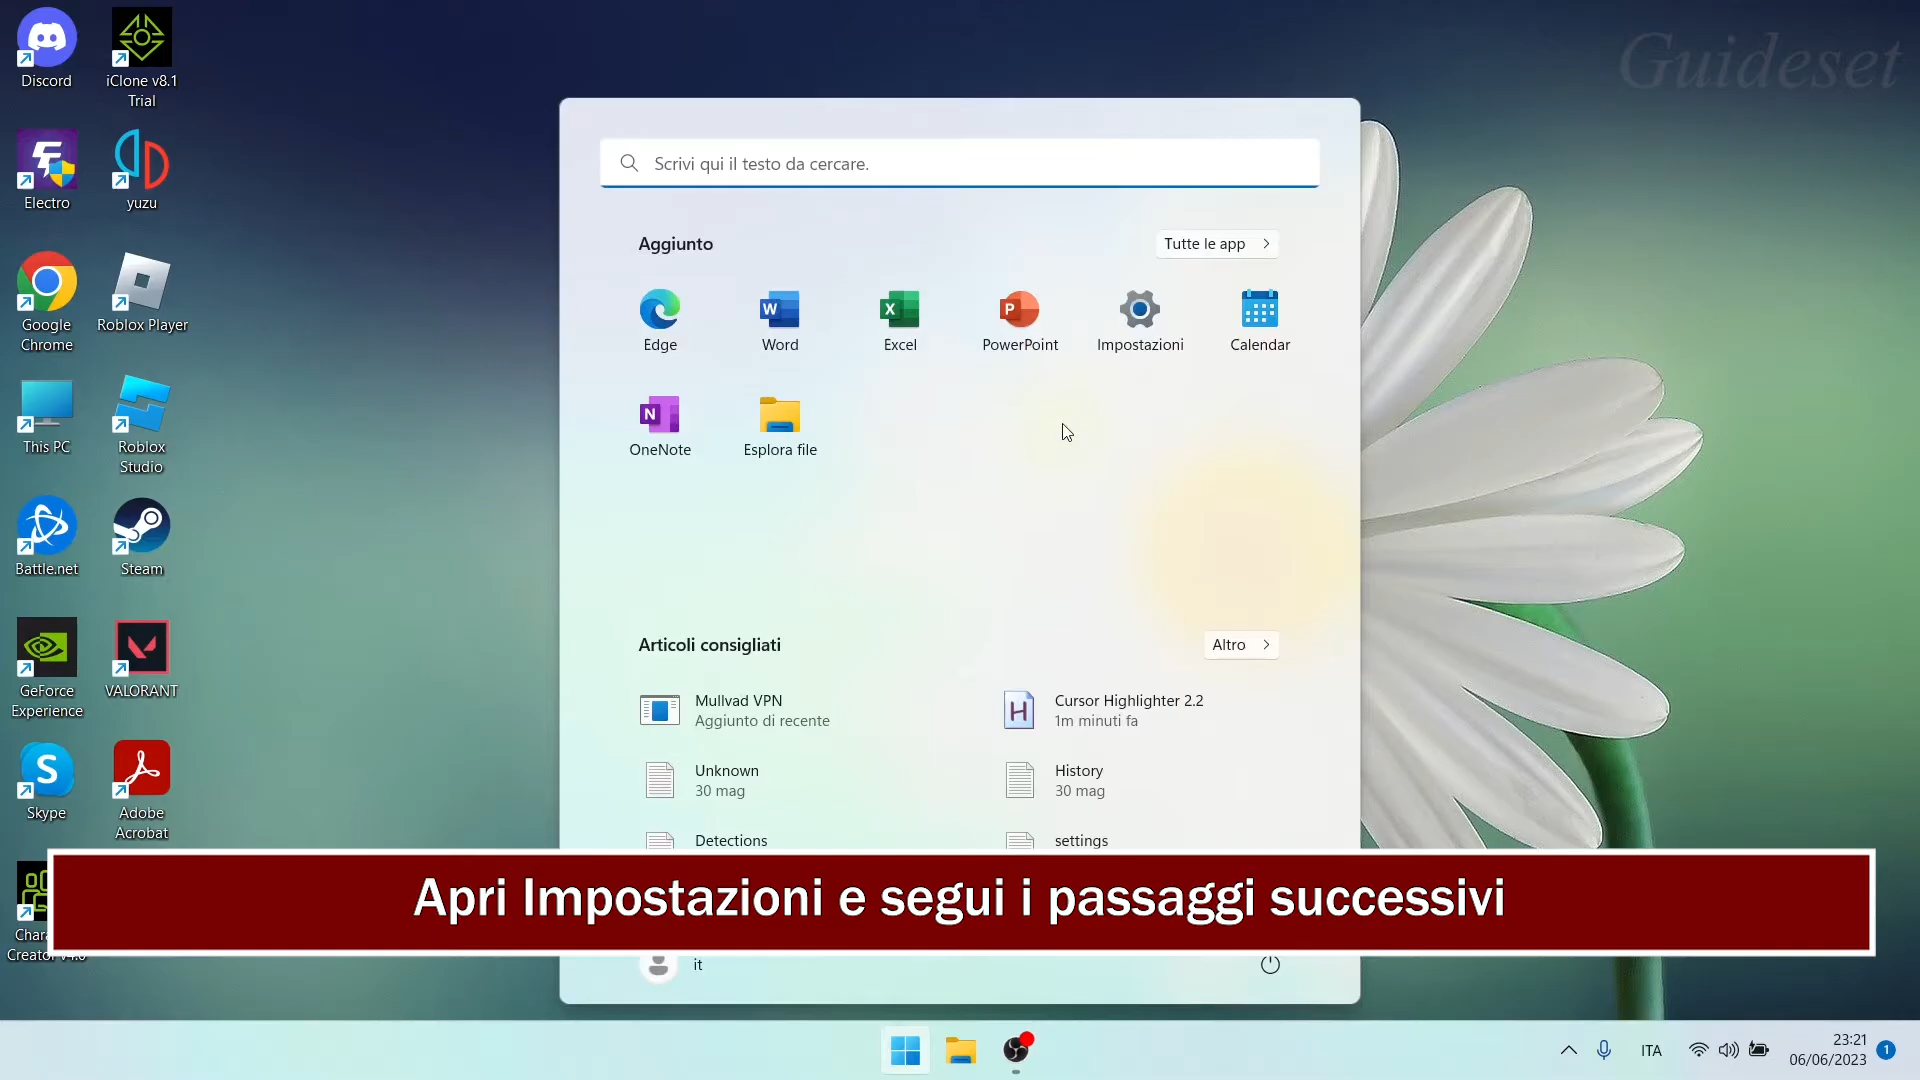 Guideset
Discord
iClone v8.1
Trial
Electro
yuzu
Google
Chrome
Roblox Player
This PC
Roblox
Studio
Battle.net
Steam
GeForce
Experience
VALORANT
Skype
Adobe
Acrobat
Scrivi qui il testo da cercare.
Aggiunto
Tutte le app
Edge
Word
Excel
PowerPoint
Impostazioni
Calendar
OneNote
Esplora file
Articoli consigliati
Altro
Mullvad VPN
Aggiunto di recente
Cursor Highlighter 2.2
1m minuti fa
Unknown
30 mag
History
30 mag
Detections
settings
Apri Impostazioni e segui i passaggi successivi
it
ITA
23:21
06/06/2023
1